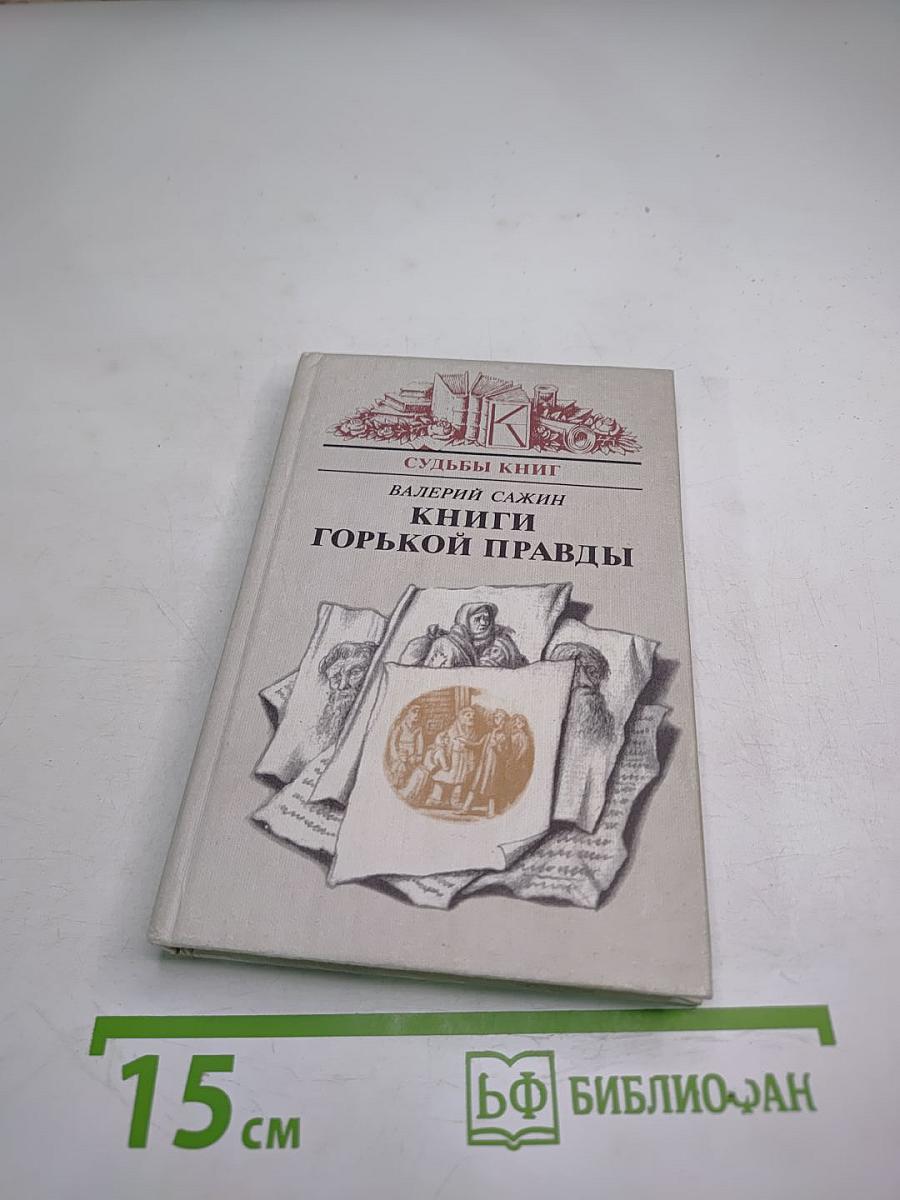 К
СУДЬБЫ КНИГ
ВАЛЕРИЙ САЖИН
КНИГИ
ГОРЬКОЙ ПРАВДЫ
15 см
БФ БИБЛИОФАН